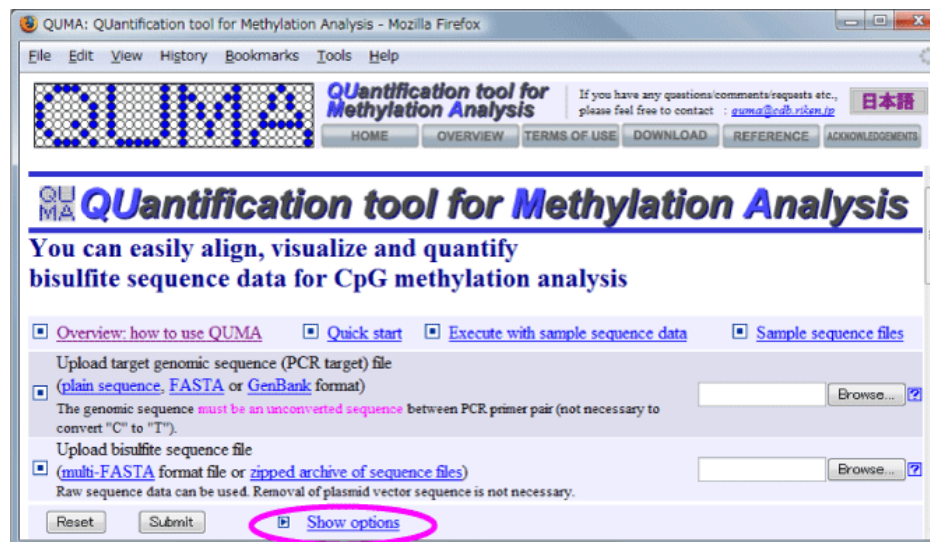 QUMA: QUantification tool for Methylation Analysis - Mozilla Firefox
File Edit View History Bookmarks Tools Help
QUMA
QUantification tool for
Methylation Analysis
If you have any questions/comments/requests etc.,
please feel free to contact : quma@cdb.riken.jp
日本語
HOME OVERVIEW TERMS OF USE DOWNLOAD REFERENCE ACKNOWLEDGEMENTS
QUMA QUantification tool for Methylation Analysis
You can easily align, visualize and quantify
bisulfite sequence data for CpG methylation analysis
Overview: how to use QUMA Quick start Execute with sample sequence data Sample sequence files
Upload target genomic sequence (PCR target) file
(plain sequence, FASTA or GenBank format)
The genomic sequence must be an unconverted sequence between PCR primer pair (not necessary to
convert "C" to "T").
Browse... ?
Upload bisulfite sequence file
(multi-FASTA format file or zipped archive of sequence files)
Raw sequence data can be used. Removal of plasmid vector sequence is not necessary.
Browse... ?
Reset Submit Show options